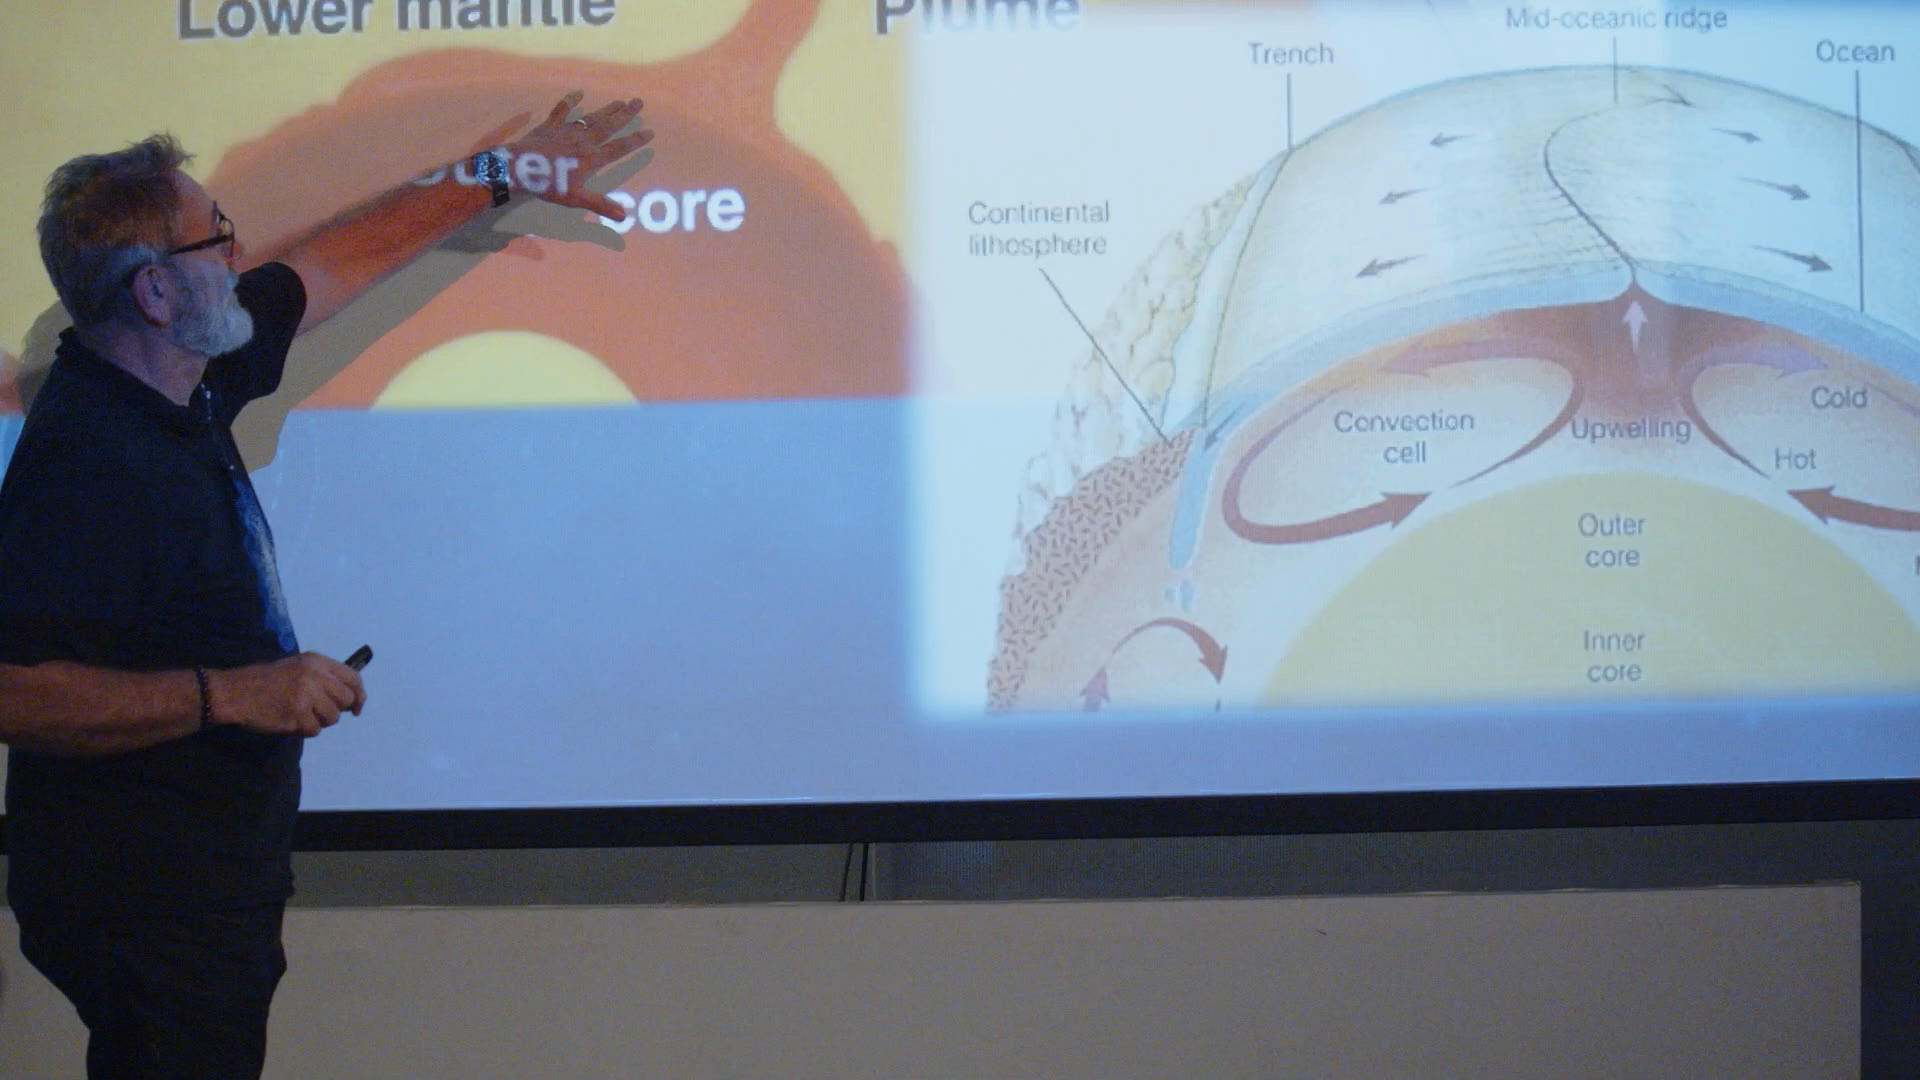 Lower mantle
Plume
outer
core
Mid-oceanic ridge
Trench
Ocean
Continental
lithosphere
Cold
Convection
cell
Upwelling
Hot
Outer
core
Inner
core